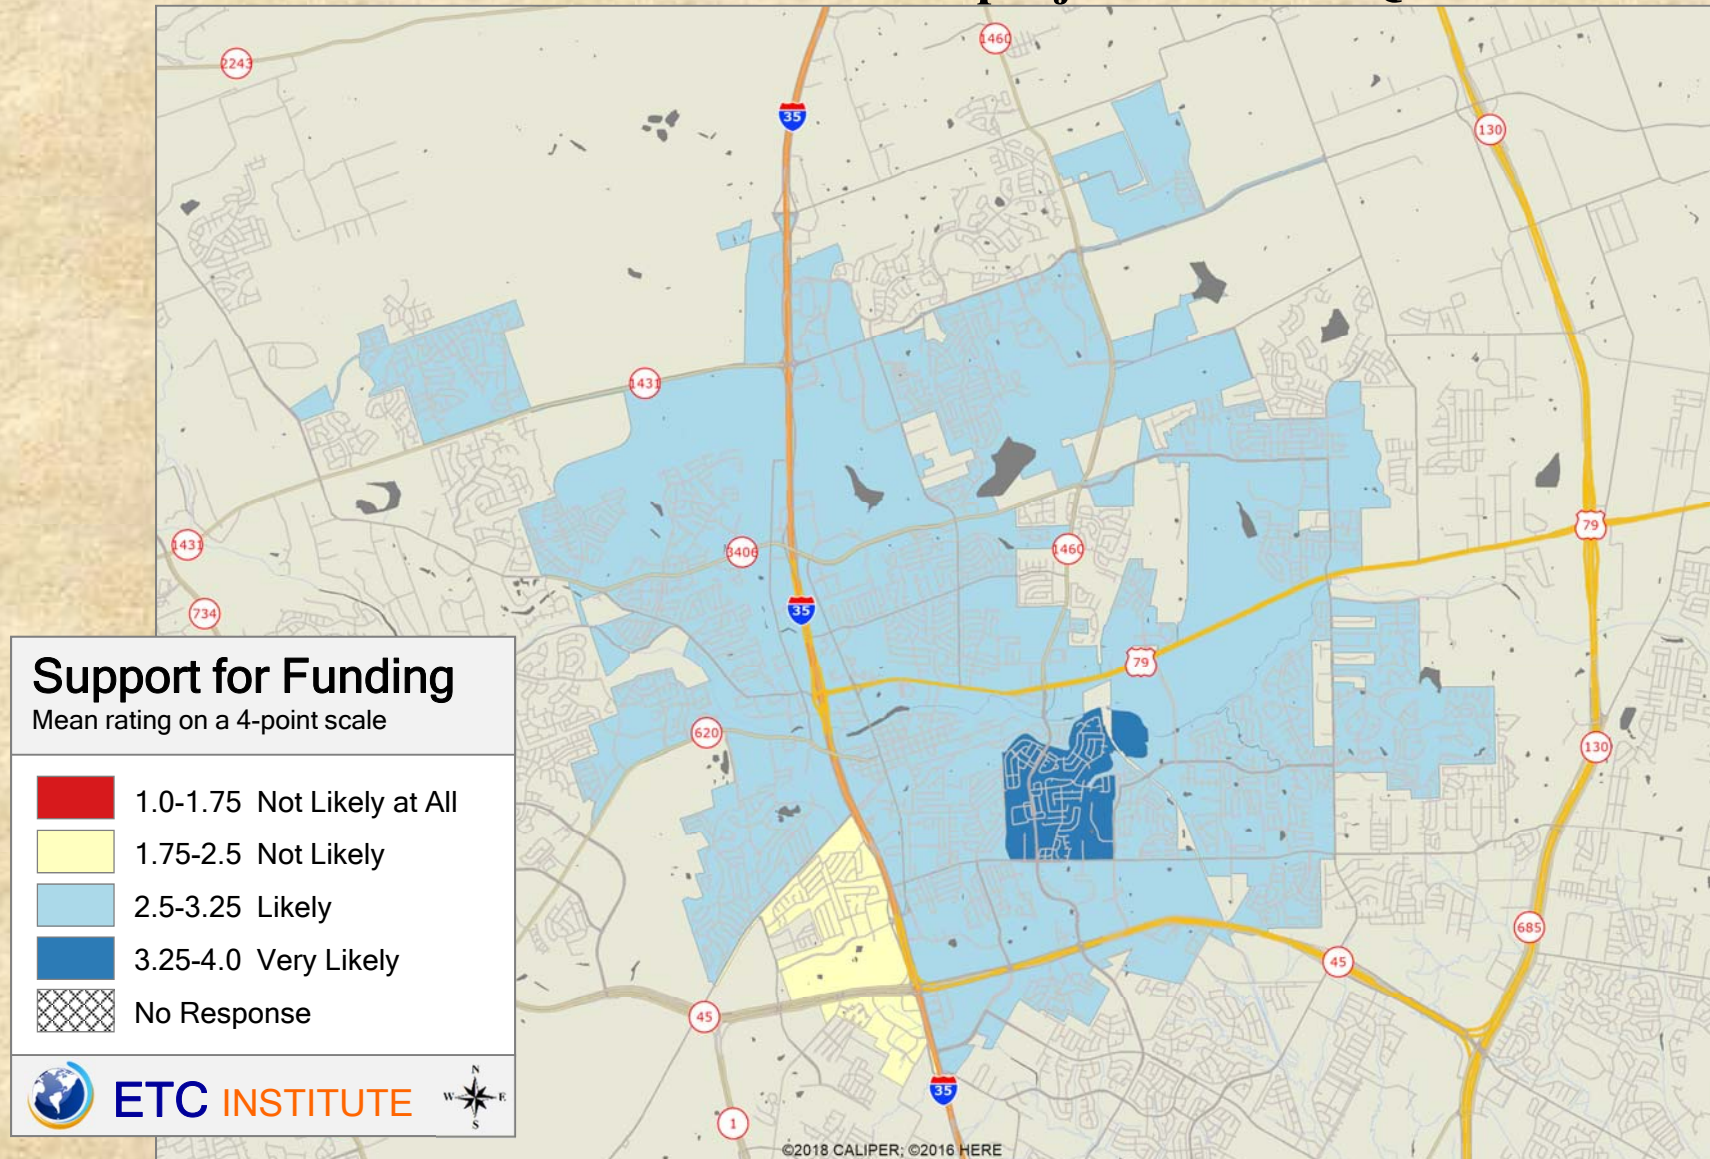 1460
2243
35
130
1431
79
1431
3406
1460
35
734
79
620
130
685
45
45
35
1
Support for Funding
Mean rating on a 4-point scale
1.0-1.75 Not Likely at All
1.75-2.5 Not Likely
2.5-3.25 Likely
3.25-4.0 Very Likely
No Response
ETC INSTITUTE
N
W E
S
©2018 CALIPER; ©2016 HERE